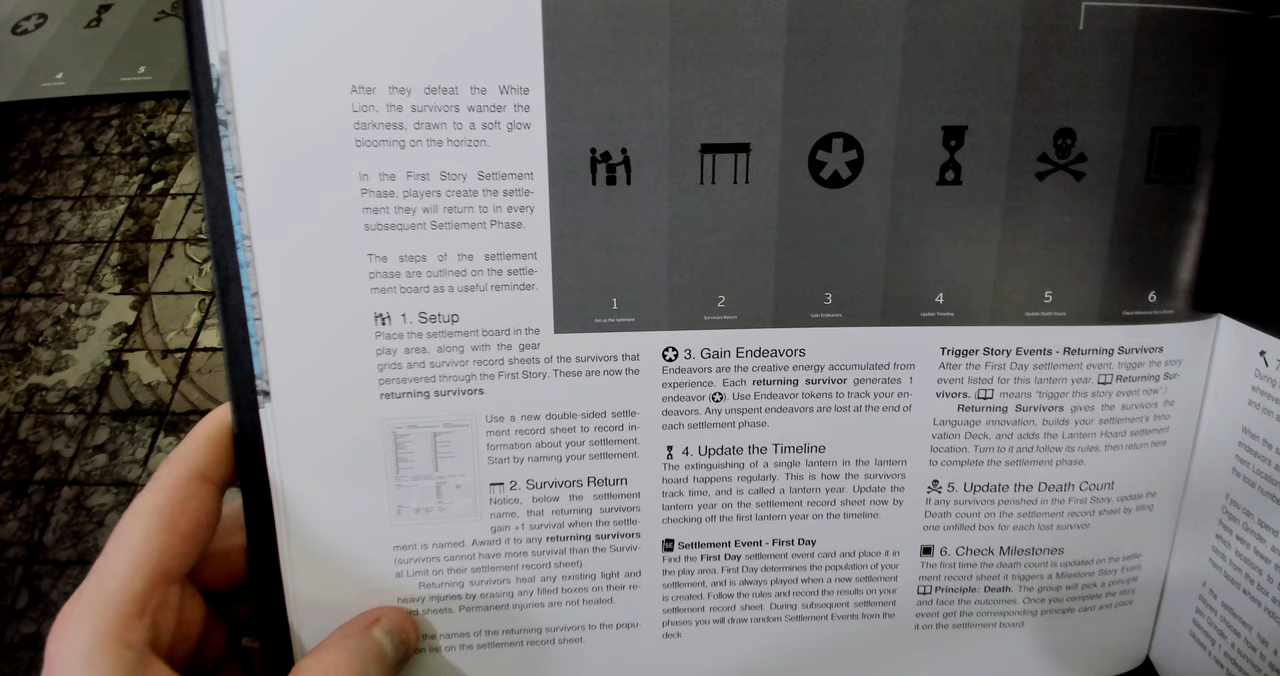 After they defeat the White
Lion, the survivors wander the
darkness, drawn to a soft glow
blooming on the horizon.
In the First Story Settlement
Phase, players create the settle-
ment they will return to in every
subsequent Settlement Phase.
The steps of the settlement
phase are outlined on the settle-
ment board as a useful reminder.
1. Setup
Place the settlement board in the
play area, along with the gear
grids and survivor record sheets of the survivors that
persevered through the First Story. These are now the
returning survivors.
Use a new double-sided settle-
ment record sheet to record in-
formation about your settlement.
Start by naming your settlement.
2. Survivors Return
Notice, below the settlement
name, that returning survivors
gain +1 survival when the settle-
ment is named. Award it to any returning survivors
(survivors cannot have more survival than the Surviv-
al Limit on their settlement record sheet).
Returning survivors heal any existing light and
heavy injuries by erasing any filled boxes on their re-
sheets. Permanent injuries are not healed.
the names of the returning survivors to the popu-
list on the settlement record sheet.
1
Set up the Settlement
2
Survivors Return
3
Gain Endeavors
4
Update Timeline
5
Update Death Count
6
3. Gain Endeavors
Endeavors are the creative energy accumulated from
experience. Each returning survivor generates 1
endeavor ( ). Use Endeavor tokens to track your en-
deavors. Any unspent endeavors are lost at the end of
each settlement phase.
4. Update the Timeline
The extinguishing of a single lantern in the lantern
hoard happens regularly. This is how the survivors
track time, and is called a lantern year. Update the
lantern year on the settlement record sheet now by
checking off the first lantern year on the timeline.
Settlement Event - First Day
Find the First Day settlement event card and place it in
the play area. First Day determines the population of your
settlement, and is always played when a new settlement
is created. Follow the rules and record the results on your
settlement record sheet. During subsequent settlement
phases you will draw random Settlement Events from the
deck
Trigger Story Events - Returning Survivors
After the First Day settlement event, trigger the story
event listed for this lantern year, Returning Sur-
vivors. ( means "trigger this story event now".)
Returning Survivors gives the survivors the
Language innovation, builds your settlement's Inno-
vation Deck, and adds the Lantern Hoard settlement
location. Turn to it and follow its rules, then return here
to complete the settlement phase.
5. Update the Death Count
If any survivors perished in the First Story, update the
Death count on the settlement record sheet by filling
one unfilled box for each lost survivor.
6. Check Milestones
The first time the death count is updated on the settle
ment record sheet it triggers a Milestone Story Event
Principle: Death. The group will pick a principle
and face the outcomes. Once you complete the story
event get the corresponding principle card and place
it on the settlement board.
4
5